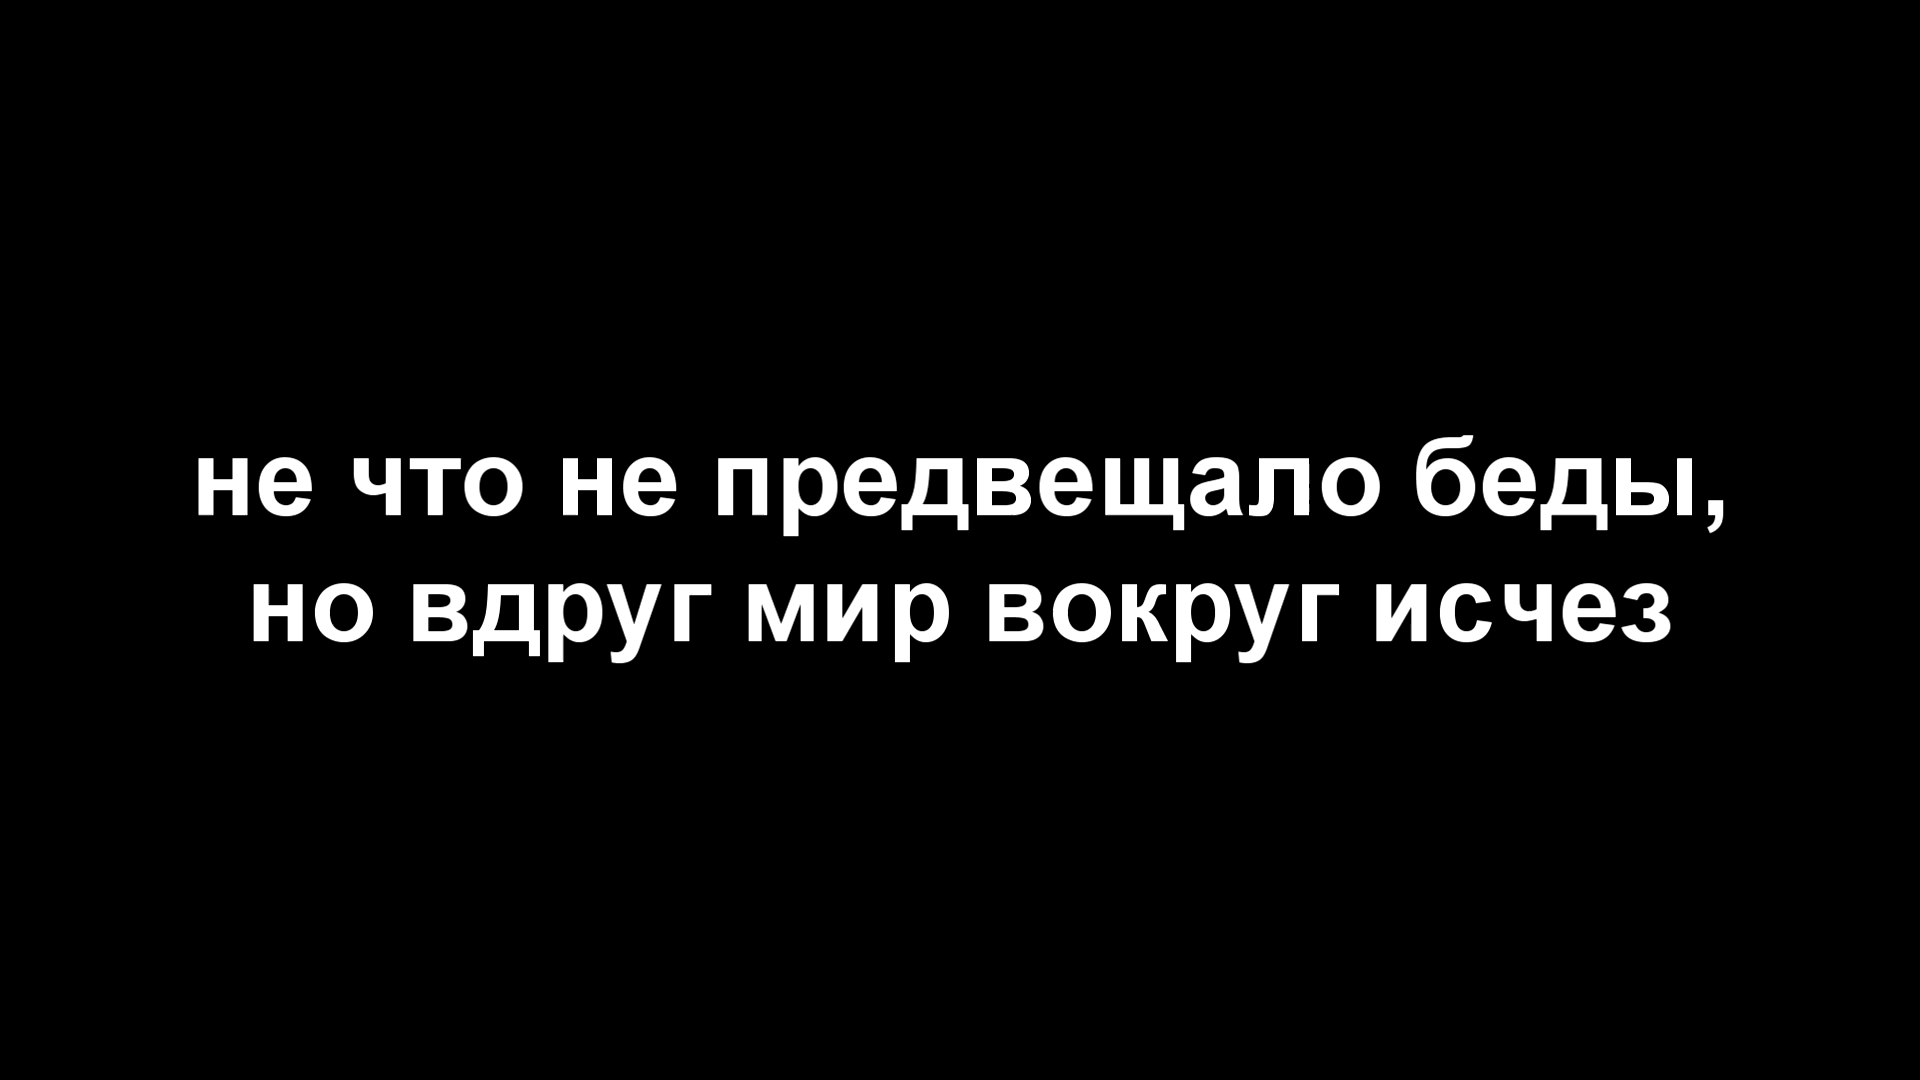 не что не предвещало беды,
но вдруг мир вокруг исчез